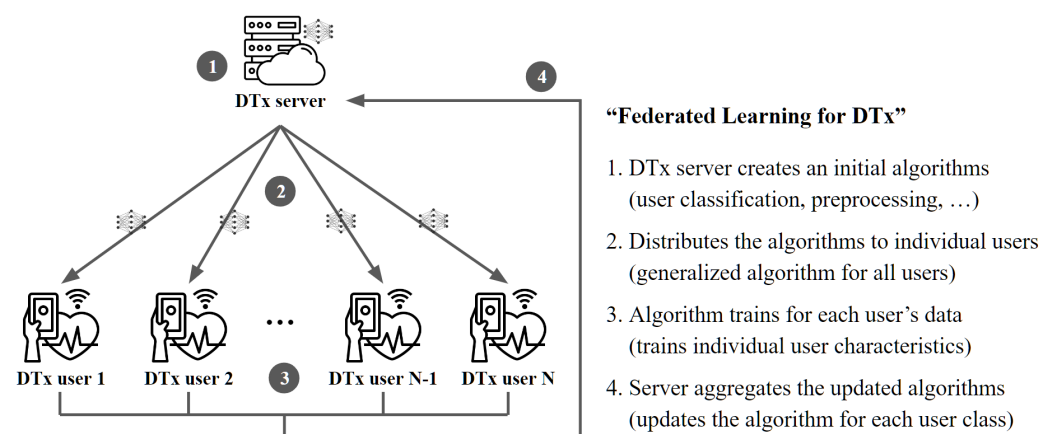 1
DTx server
4
2
DTx user 1
DTx user 2
...
DTx user N-1
DTx user N
3
“Federated Learning for DTx”
1. DTx server creates an initial algorithms
(user classification, preprocessing, …)
2. Distributes the algorithms to individual users
(generalized algorithm for all users)
3. Algorithm trains for each user’s data
(trains individual user characteristics)
4. Server aggregates the updated algorithms
(updates the algorithm for each user class)